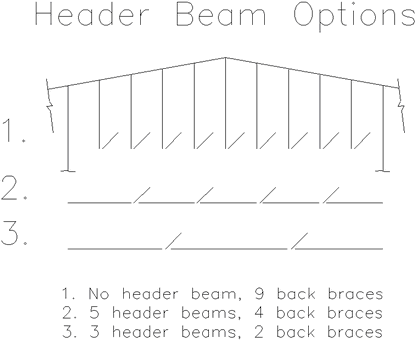 Header Beam Options
1.
2.
3.
1. No header beam, 9 back braces
2. 5 header beams, 4 back braces
3. 3 header beams, 2 back braces